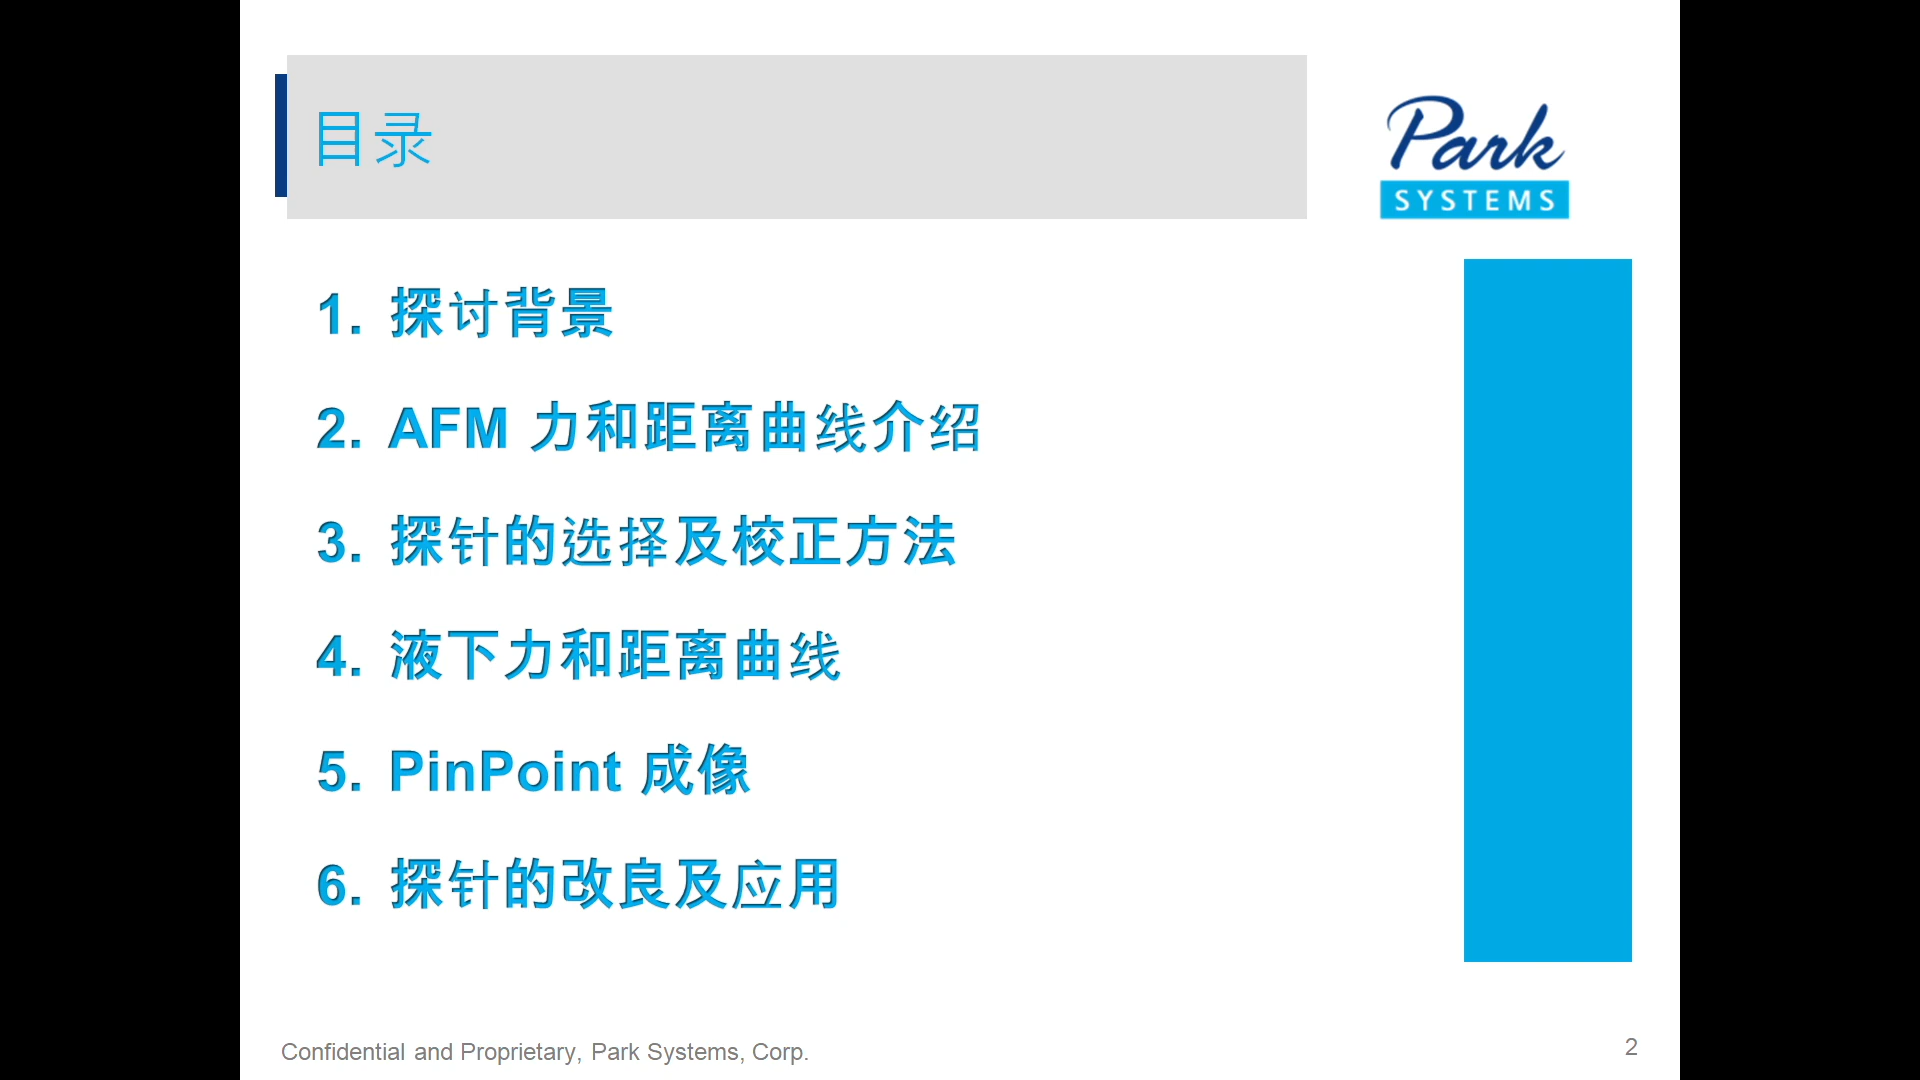 目录
Park
SYSTEMS
1. 探讨背景
2. AFM 力和距离曲线介绍
3. 探针的选择及校正方法
4. 液下力和距离曲线
5. PinPoint 成像
6. 探针的改良及应用
Confidential and Proprietary, Park Systems, Corp.
2